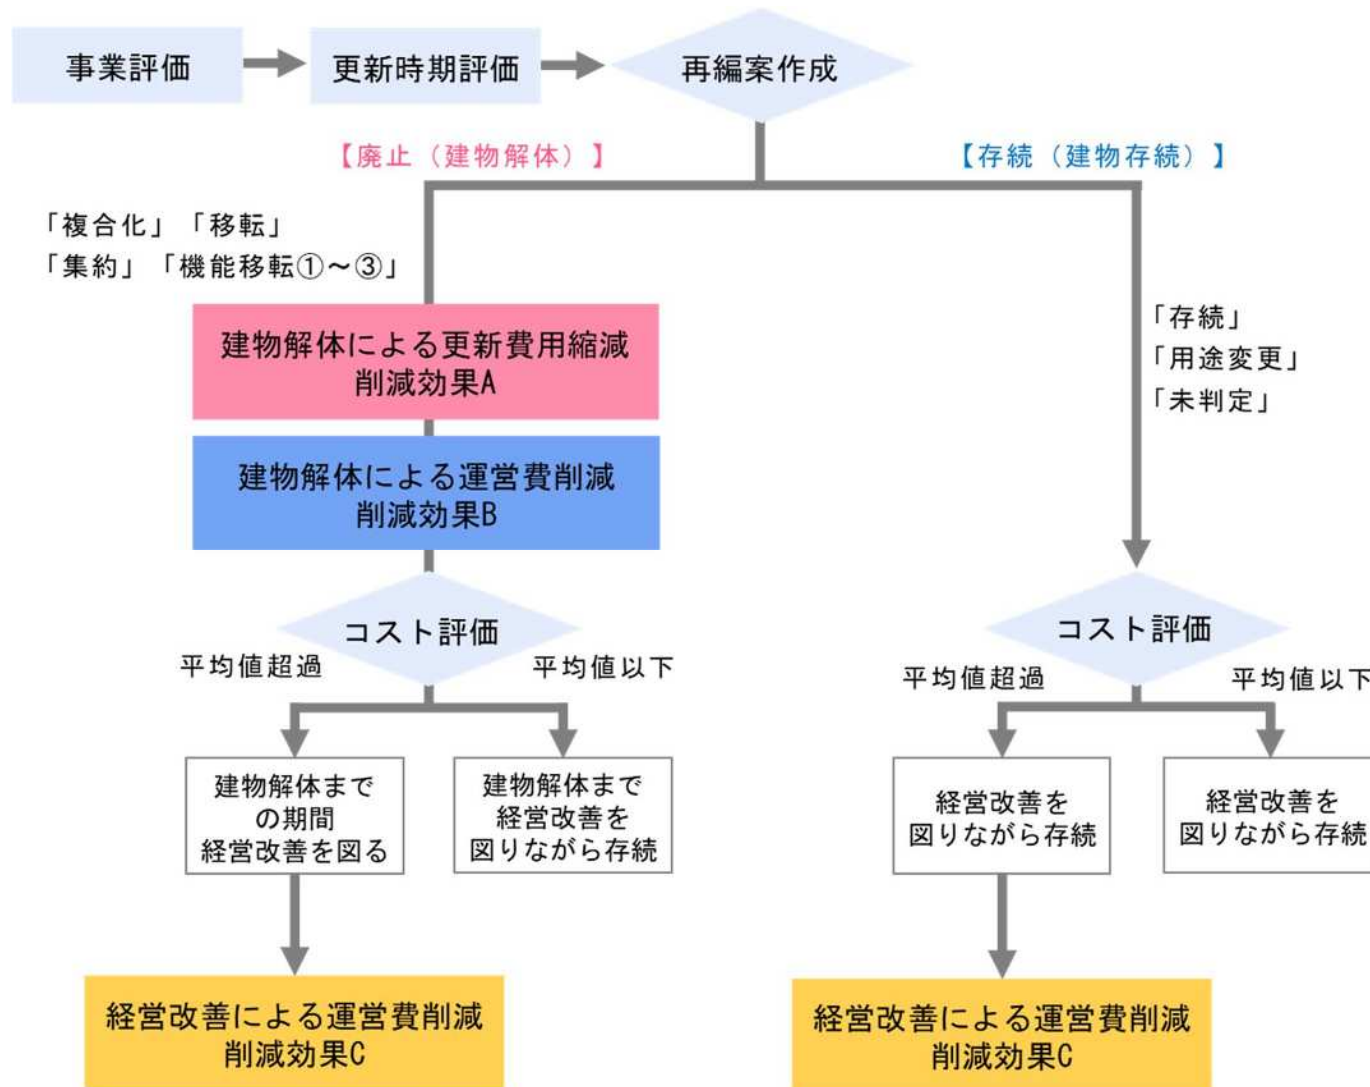 事業評価
更新時期評価
再編案作成
【廃止（建物解体）】
【存続（建物存続）】
「複合化」「移転」
「集約」「機能移転①～③」
建物解体による更新費用縮減
削減効果A
建物解体による運営費削減
削減効果B
「存続」
「用途変更」
「未判定」
コスト評価
平均値超過
平均値以下
建物解体まで
の期間
経営改善を図る
建物解体まで
経営改善を
図りながら存続
経営改善による運営費削減
削減効果C
コスト評価
平均値超過
平均値以下
経営改善を
図りながら存続
経営改善を
図りながら存続
経営改善による運営費削減
削減効果C